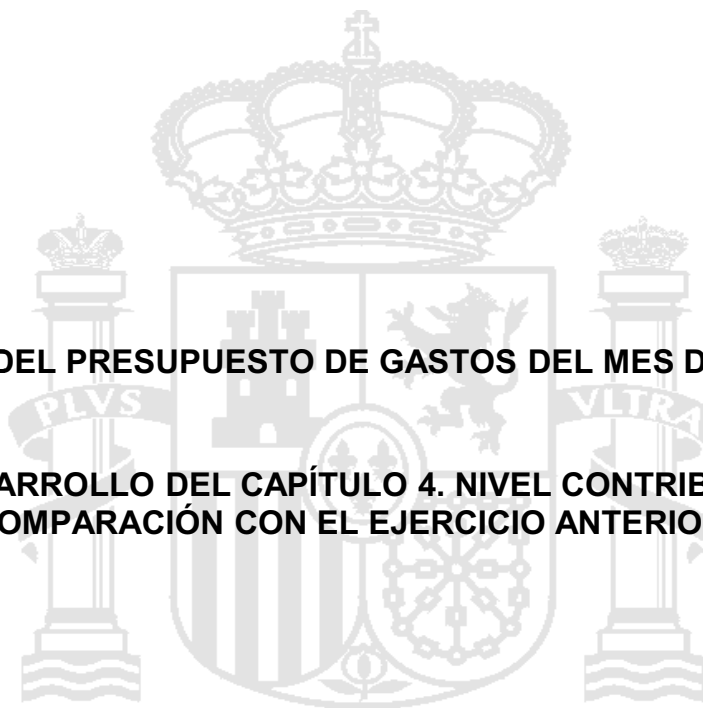 DEL PRESUPUESTO DE GASTOS DEL MES D
PLVS VLTRA
ARROLLO DEL CAPÍTULO 4. NIVEL CONTRIB
OMPARACIÓN CON EL EJERCICIO ANTERIO